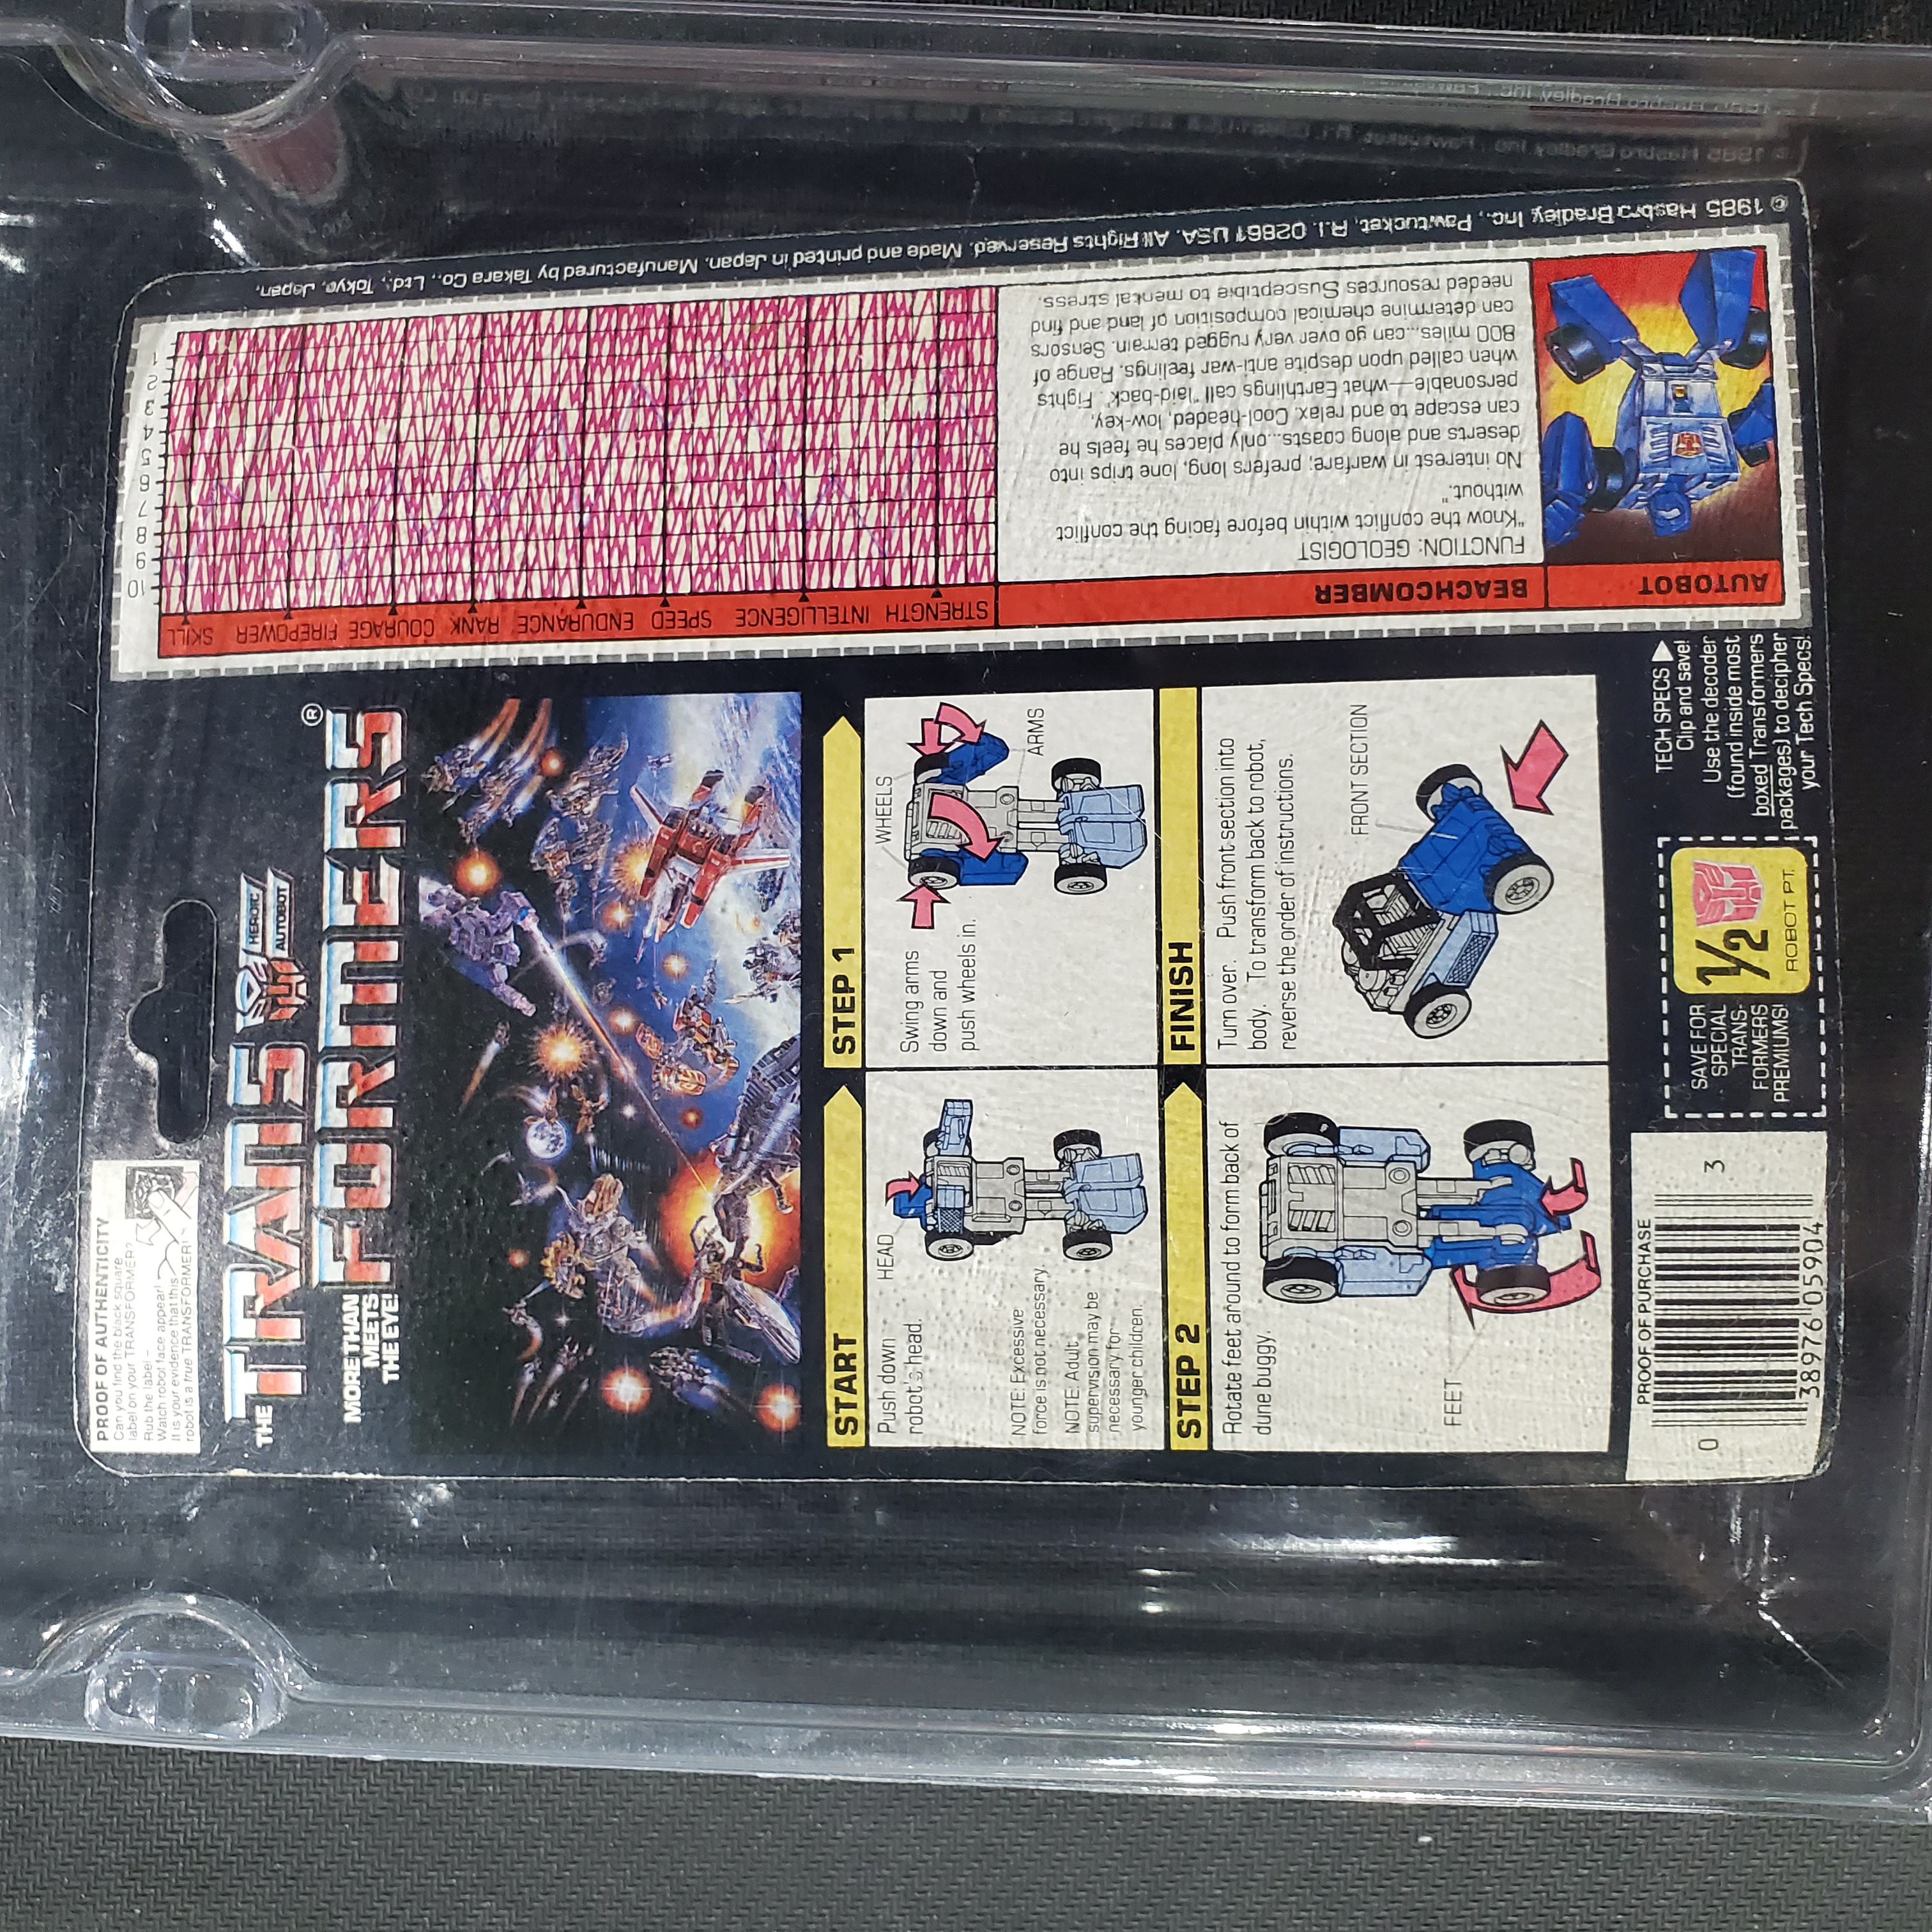 PROOF OF AUTHENTICITY
Can you find the black square
label on your TRANSFORMER?
Rub the label –
Watch robot face appear!
It is your evidence that this
robot is a true TRANSFORMER!
HEROIC
AUTOBOT
THE
TRANS
FORMERS®
MORE THAN
MEETS
THE EYE!
START
Push down
robot's head.
HEAD
NOTE: Excessive
force is not necessary.
NOTE: Adult
supervision may be
necessary for
younger children.
STEP 1
WHEELS
ARMS
Swing arms
down and
push wheels in.
STEP 2
Rotate feet around to form back of
dune buggy.
FEET
FINISH
Turn over. Push front section into
body. To transform back to robot,
reverse the order of instructions.
FRONT SECTION
PROOF OF PURCHASE
0 38976 05904 3
SAVE FOR
SPECIAL
TRANS-
FORMERS
PREMIUMS!
1/2
ROBOT PT.
TECH SPECS ▶
Clip and save!
Use the decoder
(found inside most
boxed Transformers
packages) to decipher
your Tech Specs!
AUTOBOT
BEACHCOMBER
FUNCTION: GEOLOGIST
"Know the conflict within before facing the conflict
without."
No interest in warfare; prefers long, lone trips into
deserts and along coasts...only places he feels he
can escape to and relax. Cool-headed, low-key,
personable—what Earthlings call "laid-back". Fights
when called upon despite anti-war feelings. Range of
800 miles...can go over very rugged terrain. Sensors
can determine chemical composition of land and find
needed resources Susceptible to mental stress.
STRENGTH INTELLIGENCE SPEED ENDURANCE RANK COURAGE FIREPOWER SKILL
10
9
8
7
6
5
4
3
2
1
© 1985 Hasbro Bradley, Inc., Pawtucket, R.I. 02861 USA. All Rights Reserved. Made and printed in Japan. Manufactured by Takara Co., Ltd., Tokyo, Japan.